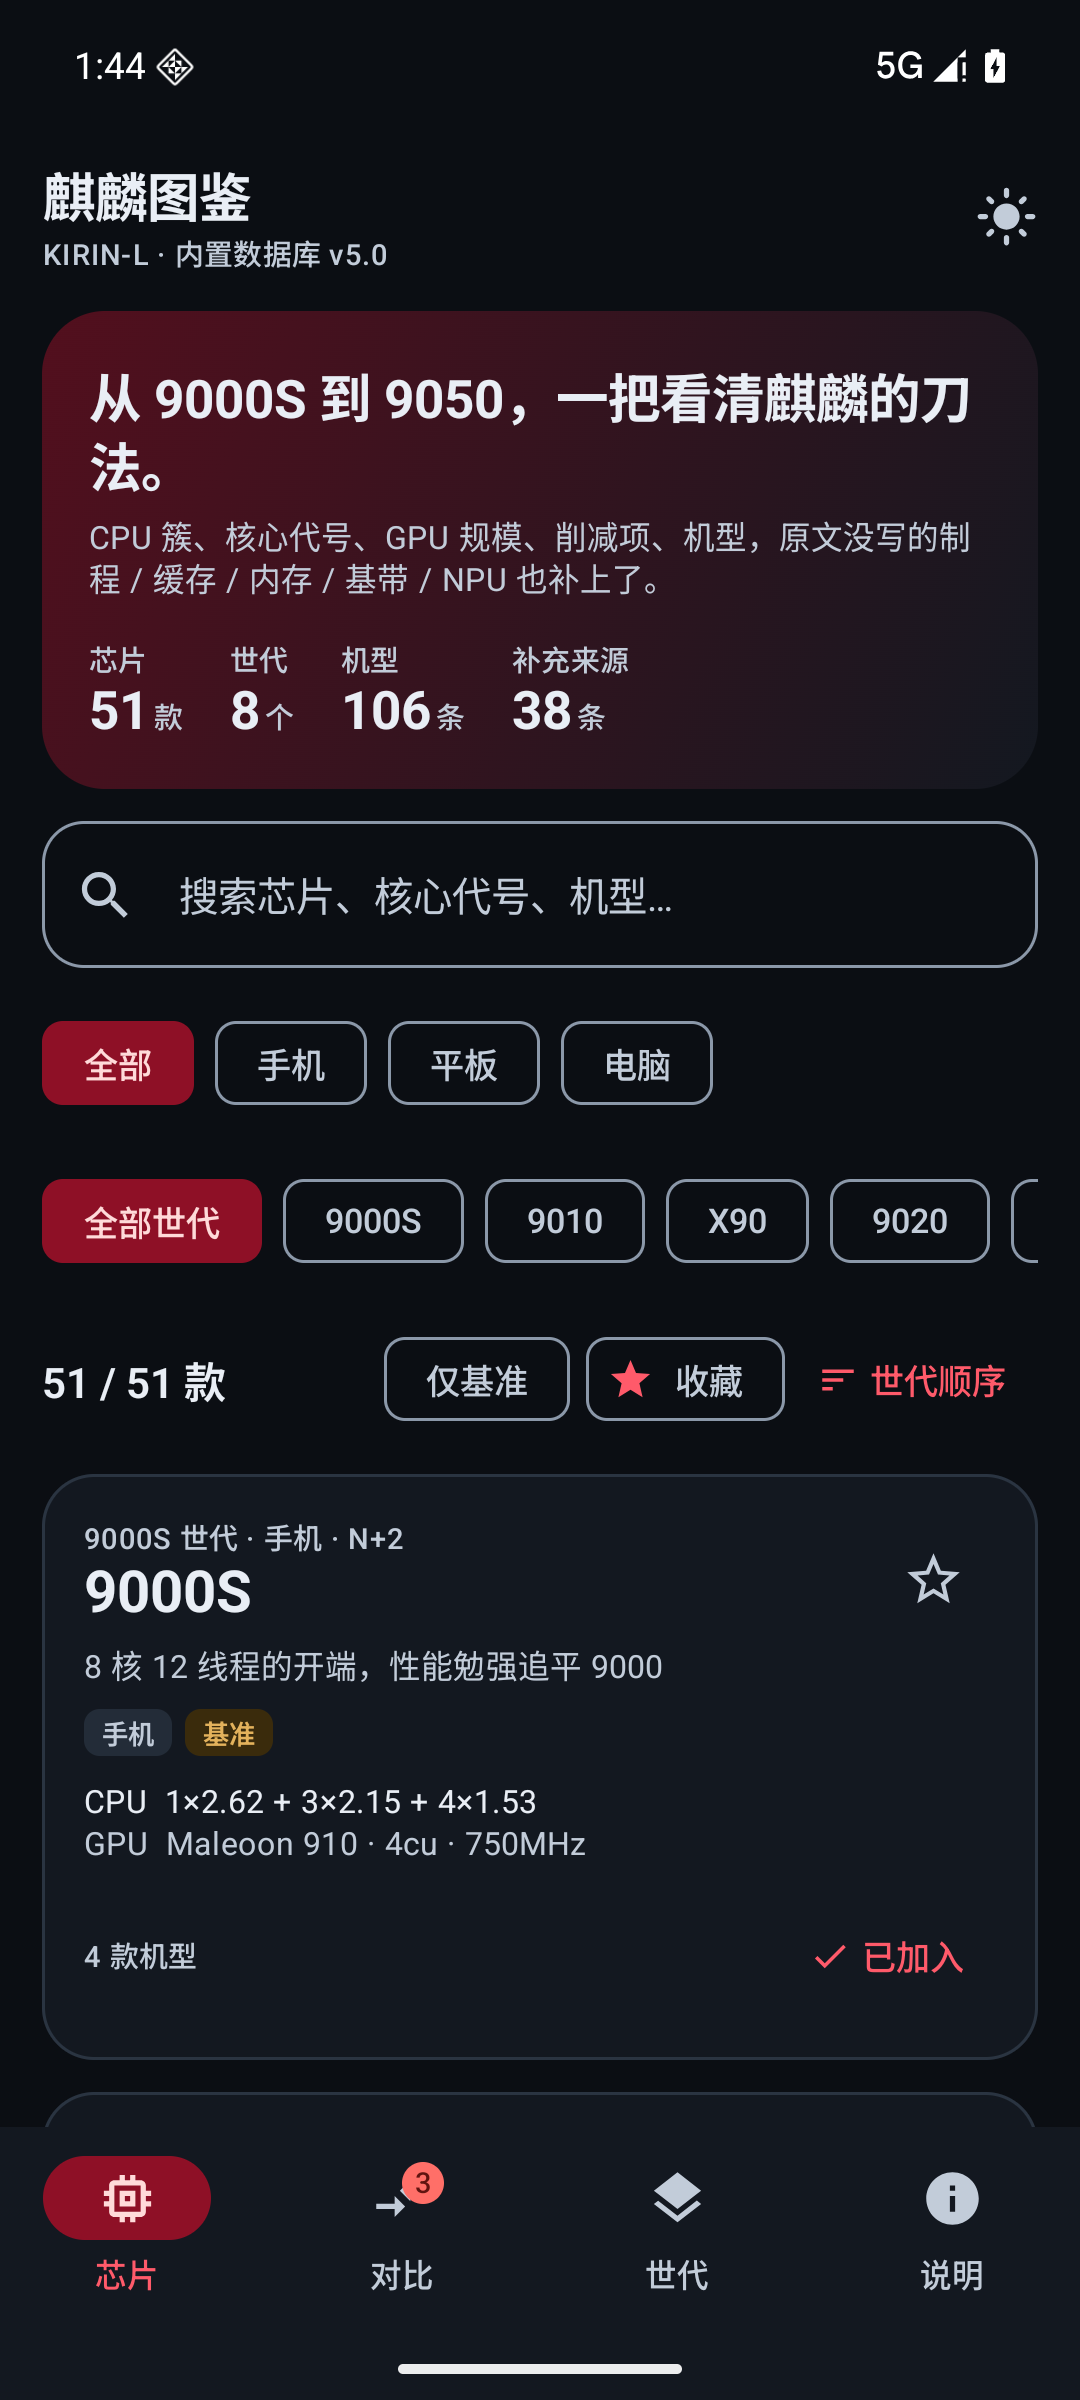 1:44
5G
麒麟图鉴
KIRIN-L · 内置数据库 v5.0
从 9000S 到 9050，一把看清麒麟的刀
法。
CPU 簇、核心代号、GPU 规模、削减项、机型，原文没写的制
程 / 缓存 / 内存 / 基带 / NPU 也补上了。
芯片 世代 机型 补充来源
51 款 8 个 106 条 38 条
搜索芯片、核心代号、机型...
全部 手机 平板 电脑
全部世代 9000S 9010 X90 9020
51 / 51 款 仅基准 收藏 世代顺序
9000S 世代 · 手机 · N+2
9000S
8 核 12 线程的开端，性能勉强追平 9000
手机 基准
CPU 1×2.62 + 3×2.15 + 4×1.53
GPU Maleoon 910 · 4cu · 750MHz
4 款机型 已加入
3
芯片 对比 世代 说明